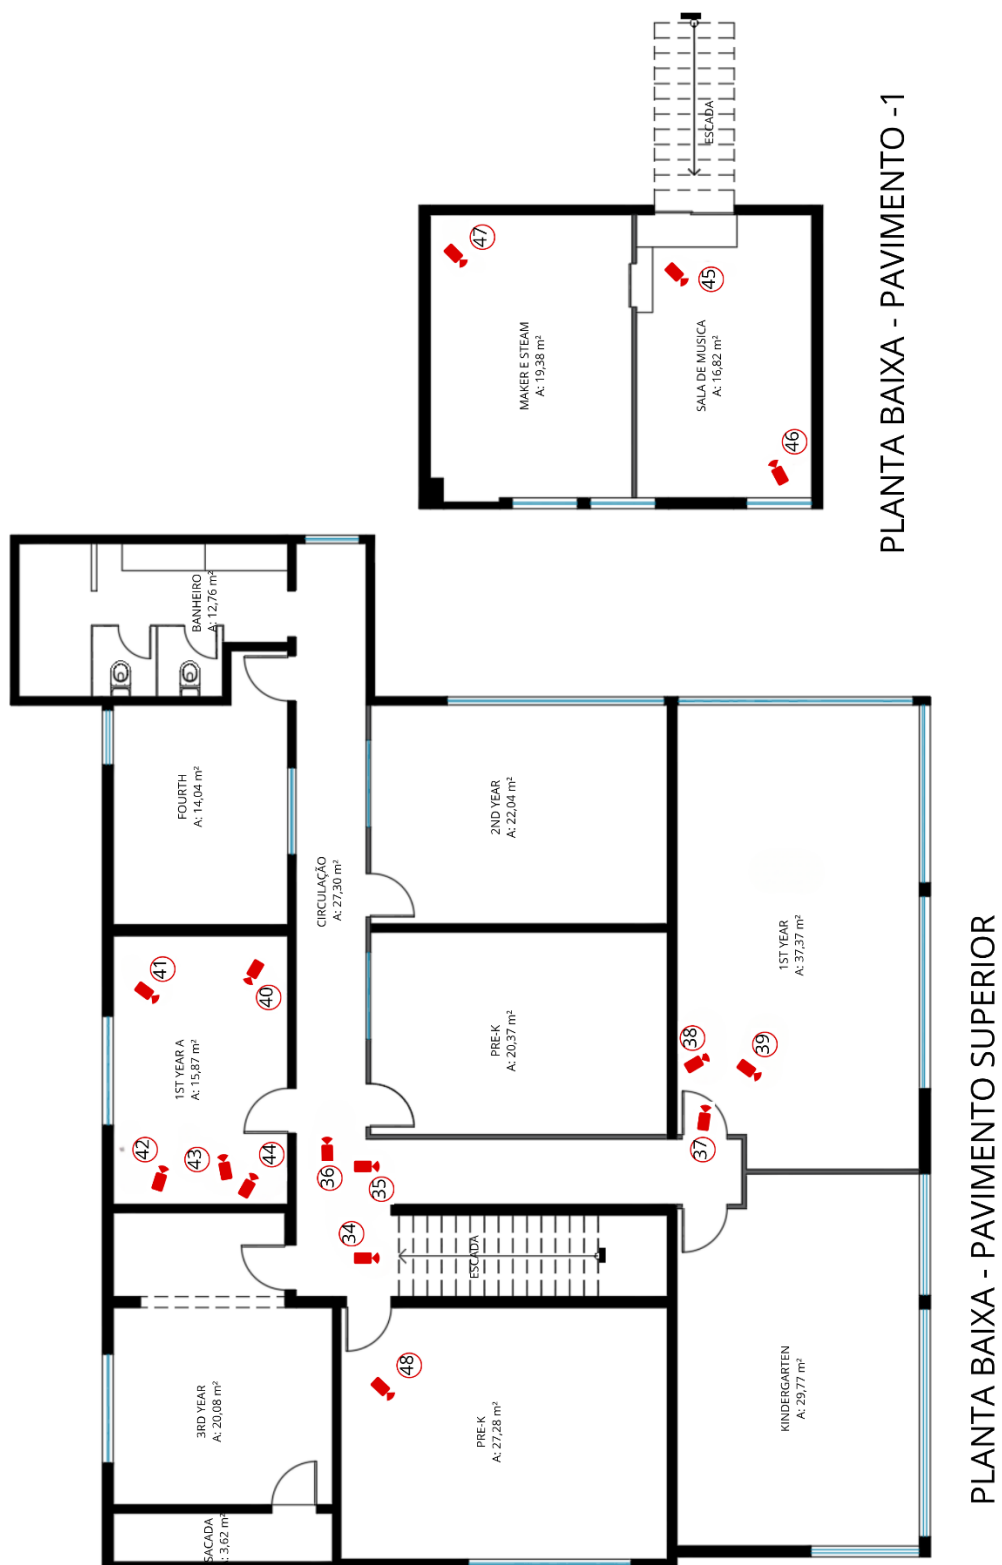 PLANTA BAIXA - PAVIMENTO -1
ESCADA
47
45
46
MAKER E STEAM
A: 19,38 m²
SALA DE MUSICA
A: 16,82 m²
PLANTA BAIXA - PAVIMENTO SUPERIOR
BANHEIRO
A: 12,76 m²
FOURTH
A: 14,04 m²
CIRCULAÇÃO
A: 27,30 m²
2ND YEAR
A: 22,04 m²
1ST YEAR
A: 37,37 m²
41
40
1ST YEAR A
A: 15,87 m²
PRE-K
A: 20,37 m²
38
39
37
42
43
44
36
35
34
ESCADA
48
3RD YEAR
A: 20,08 m²
PRE-K
A: 27,28 m²
KINDERGARTEN
A: 29,77 m²
SACADA
: 3,62 m²